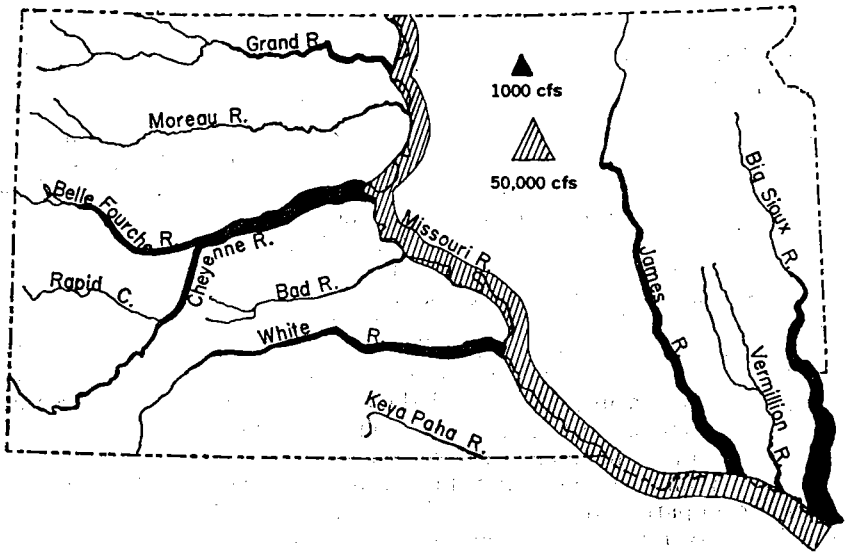 Grand R.
1000 cfs
Moreau R.
50,000 cfs
Belle Fourche R.
Cheyenne R.
Missouri R.
Big Sioux R.
James R.
Rapid C.
Bad R.
White R.
Vermillion R.
Keya Paha R.